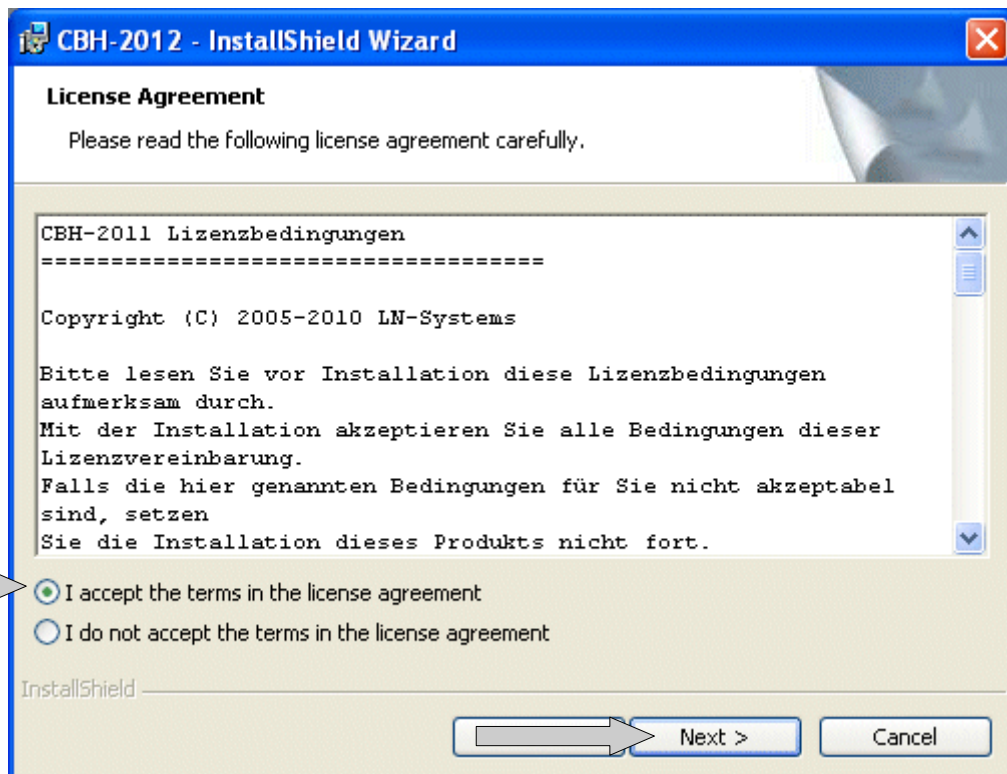 CBH-2012 - InstallShield Wizard
License Agreement
Please read the following license agreement carefully.
CBH-2011 Lizenzbedingungen
====================================
Copyright (C) 2005-2010 LN-Systems
Bitte lesen Sie vor Installation diese Lizenzbedingungen
aufmerksam durch.
Mit der Installation akzeptieren Sie alle Bedingungen dieser
Lizenzvereinbarung.
Falls die hier genannten Bedingungen für Sie nicht akzeptabel
sind, setzen
Sie die Installation dieses Produkts nicht fort.
I accept the terms in the license agreement
I do not accept the terms in the license agreement
InstallShield
Next >
Cancel